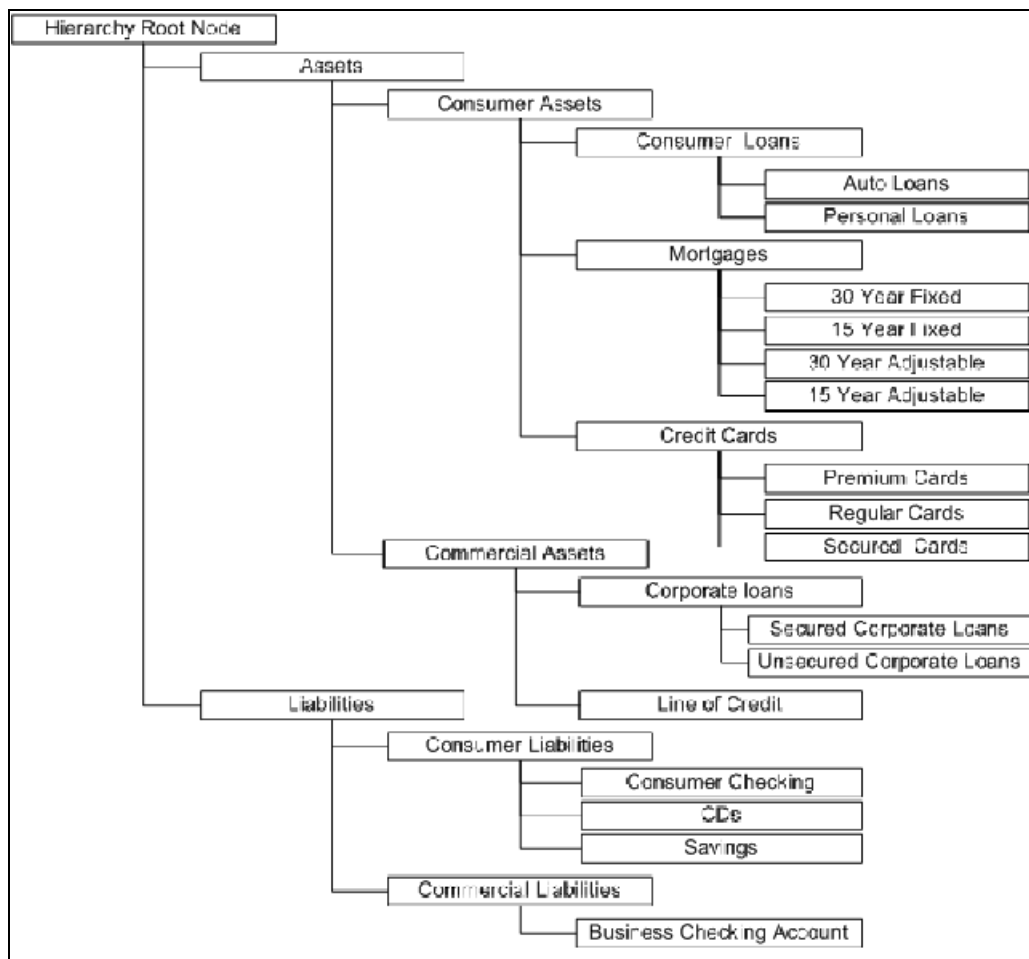 Hierarchy Root Node
Assets
Consumer Assets
Consumer Loans
Auto Loans
Personal Loans
Mortgages
30 Year Fixed
15 Year Fixed
30 Year Adjustable
15 Year Adjustable
Credit Cards
Premium Cards
Regular Cards
Secured Cards
Commercial Assets
Corporate loans
Secured Corporate Loans
Unsecured Corporate Loans
Line of Credit
Liabilities
Consumer Liabilities
Consumer Checking
CDs
Savings
Commercial Liabilities
Business Checking Account